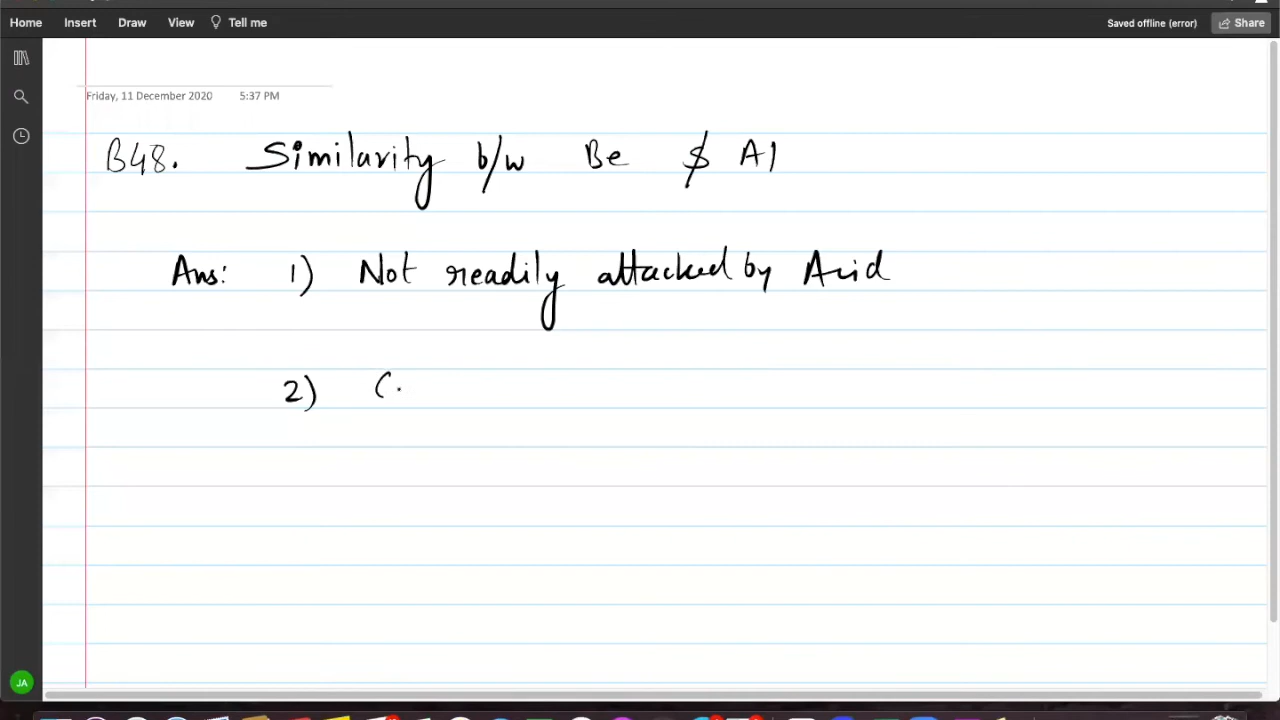 Home Insert Draw View Tell me Saved offline (error) Share
Friday, 11 December 2020 5:37 PM
B48. Similarity b/w Be & Al
Ans: 1) Not readily attacked by Acid
2) (
JA